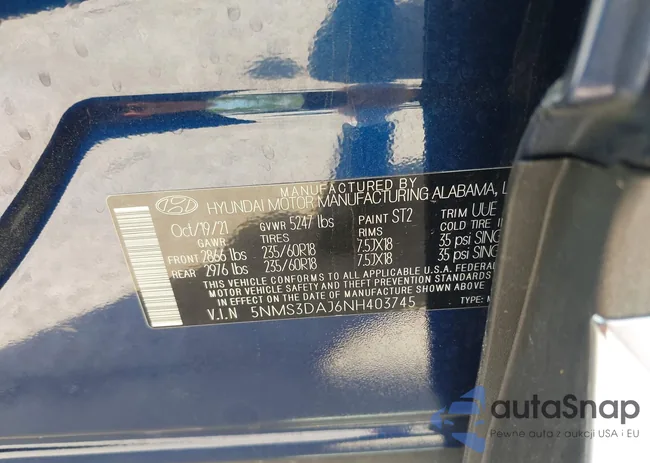 MANUFACTURED BY
HYUNDAI MOTOR MANUFACTURING ALABAMA, L
Oct/19/21 GVWR 5247 lbs PAINT ST2 TRIM UUE
GAWR TIRES RIMS COLD TIRE
FRONT 2866 lbs 235/60R18 7.5JX18 35 psi SING
REAR 2976 lbs 235/60R18 7.5JX18 35 psi SING
THIS VEHICLE CONFORMS TO ALL APPLICABLE U.S.A. FEDERAL
MOTOR VEHICLE SAFETY AND THEFT PREVENTION STANDARDS
IN EFFECT ON THE DATE OF MANUFACTURE SHOWN ABOVE
V.I.N 5NMS3DAJ6NH403745 TYPE: M
autaSnap
Pewne auta z aukcji USA i EU